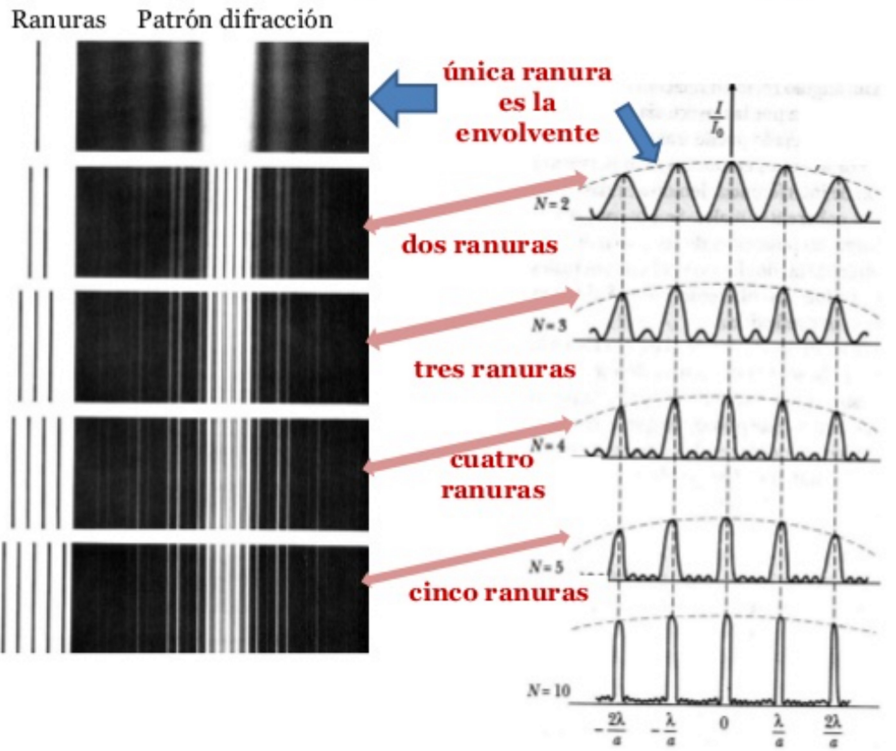 Ranuras
Patrón difracción
única ranura
es la
envolvente
I
I₀
N=2
dos ranuras
N=3
tres ranuras
N=4
cuatro
ranuras
N=5
cinco ranuras
N=10
- 2λ/a
- λ/a
0
λ/a
2λ/a